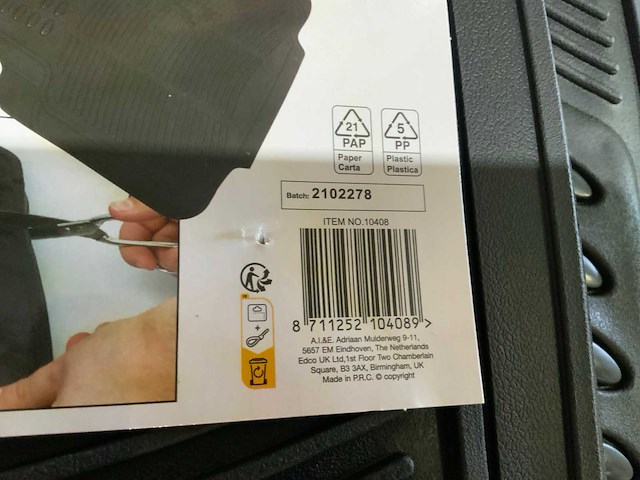 21
PAP
Paper
Carta
5
PP
Plastic
Plastica
Batch: 2102278
ITEM NO.10408
8 711252 104089 >
A.I.&E. Adriaan Mulderweg 9-11,
5657 EM Eindhoven, The Netherlands
Edco UK Ltd,1st Floor Two Chamberlain
Square, B3 3AX, Birmingham, UK
Made in P.R.C. © copyright